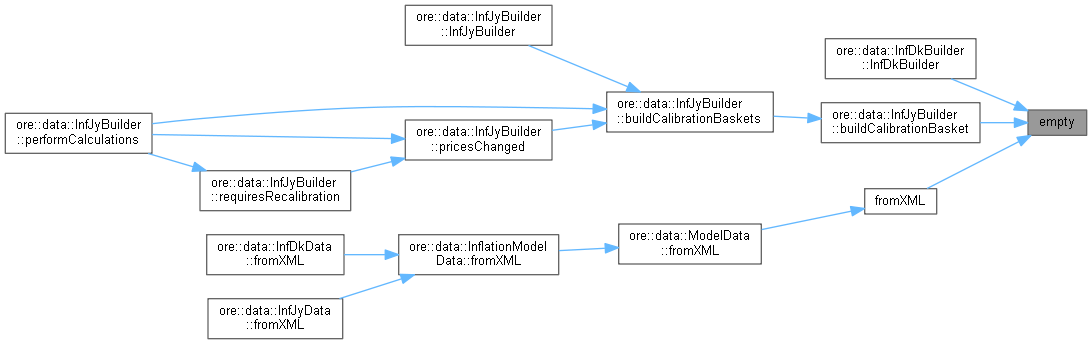 ore::data::InfJyBuilder
::InfJyBuilder
ore::data::InfDkBuilder
::InfDkBuilder
ore::data::InfJyBuilder
::buildCalibrationBaskets
ore::data::InfJyBuilder
::performCalculations
ore::data::InfJyBuilder
::pricesChanged
ore::data::InfJyBuilder
::buildCalibrationBasket
empty
ore::data::InfJyBuilder
::requiresRecalibration
fromXML
ore::data::InfDkData
::fromXML
ore::data::InflationModel
Data::fromXML
ore::data::ModelData
::fromXML
ore::data::InfJyData
::fromXML